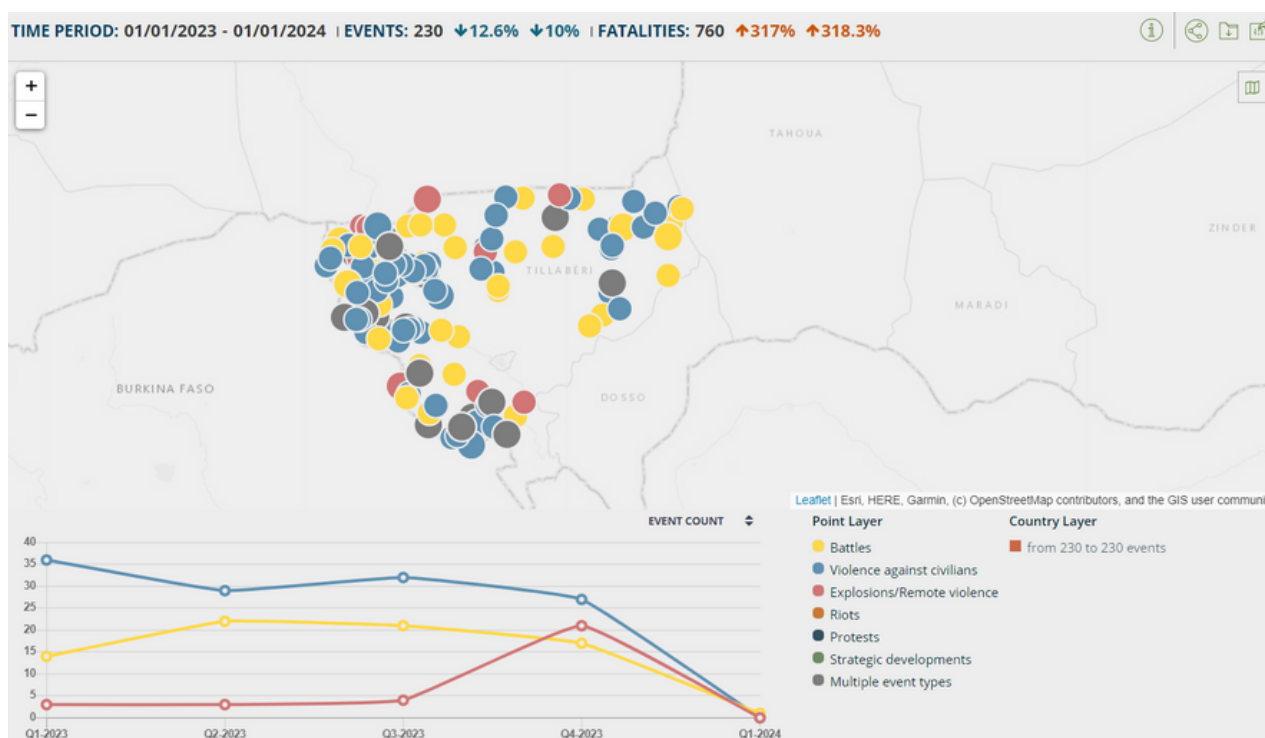 TIME PERIOD: 01/01/2023 - 01/01/2024 | EVENTS: 230 ↓12.6% ↓10% | FATALITIES: 760 ↑317% ↑318.3%
+
−
TAHOUA
ZINDER
TILLABÉRI
MARADI
BURKINA FASO
DOSSO
Leaflet | Esri, HERE, Garmin, (c) OpenStreetMap contributors, and the GIS user communi
EVENT COUNT
Point Layer
Battles
Violence against civilians
Explosions/Remote violence
Riots
Protests
Strategic developments
Multiple event types
Country Layer
from 230 to 230 events
40
35
30
25
20
15
10
5
0
Q1-2023
Q2-2023
Q3-2023
Q4-2023
Q1-2024